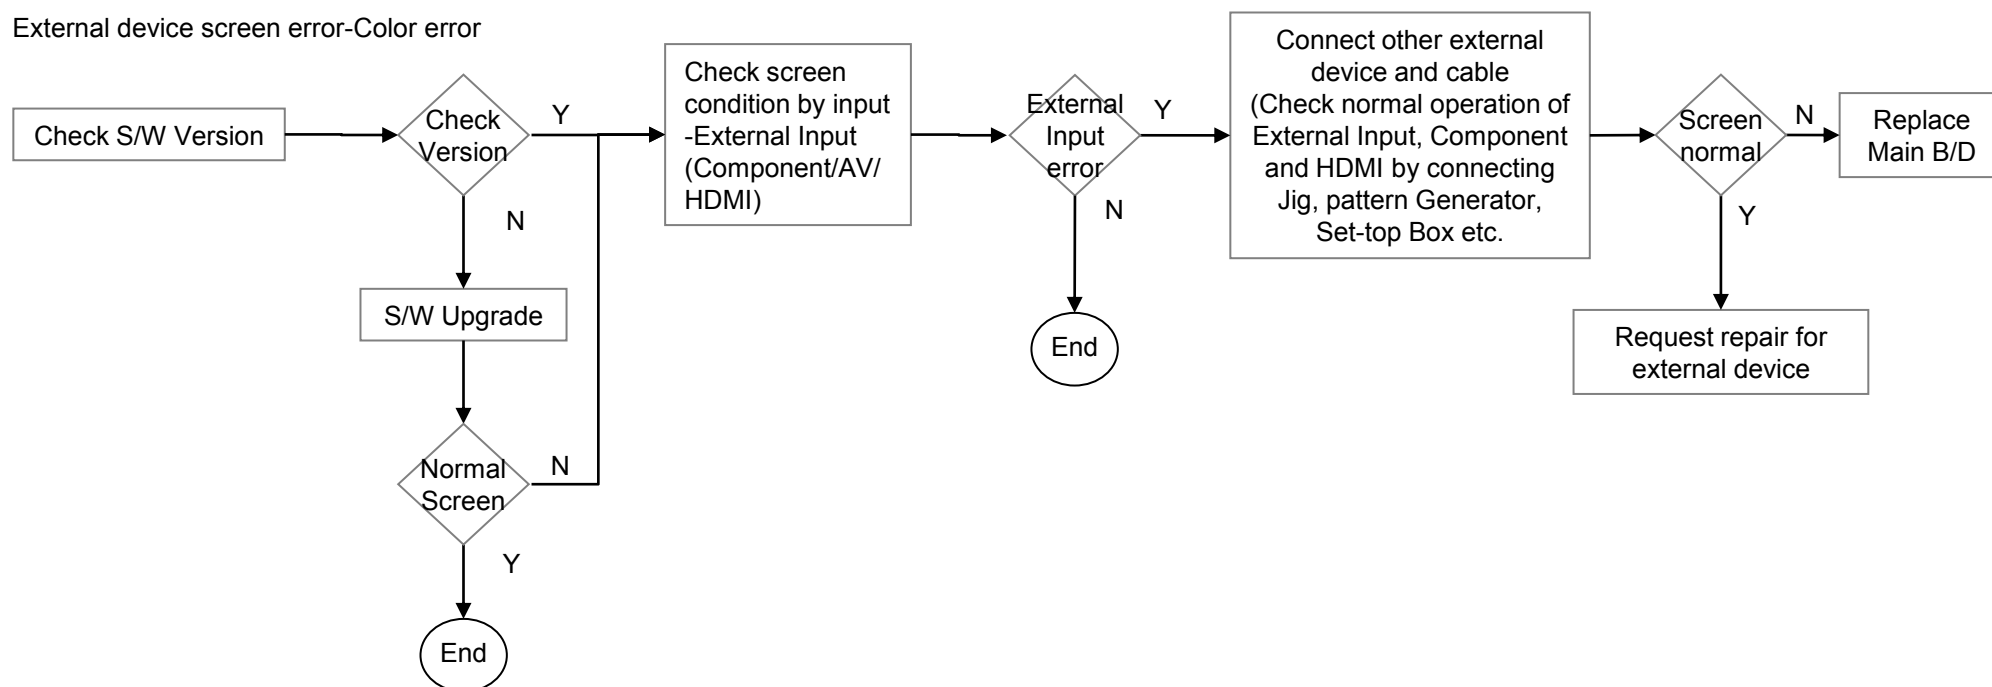 External device screen error-Color error
Check S/W Version
Check
Version
Y
N
S/W Upgrade
Normal
Screen
N
Y
End
Check screen
condition by input
-External Input
(Component/AV/
HDMI)
External
Input
error
Y
N
End
Connect other external
device and cable
(Check normal operation of
External Input, Component
and HDMI by connecting
Jig, pattern Generator,
Set-top Box etc.
Screen
normal
N
Y
Replace
Main B/D
Request repair for
external device